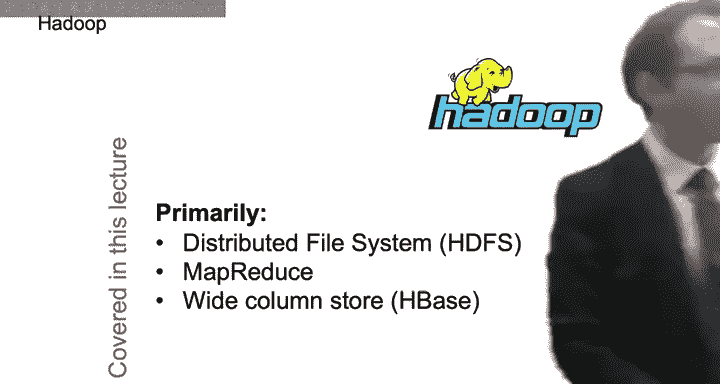 Hadoop
hadoop
Covered in this lecture
Primarily:
• Distributed File System (HDFS)
• MapReduce
• Wide column store (HBase)